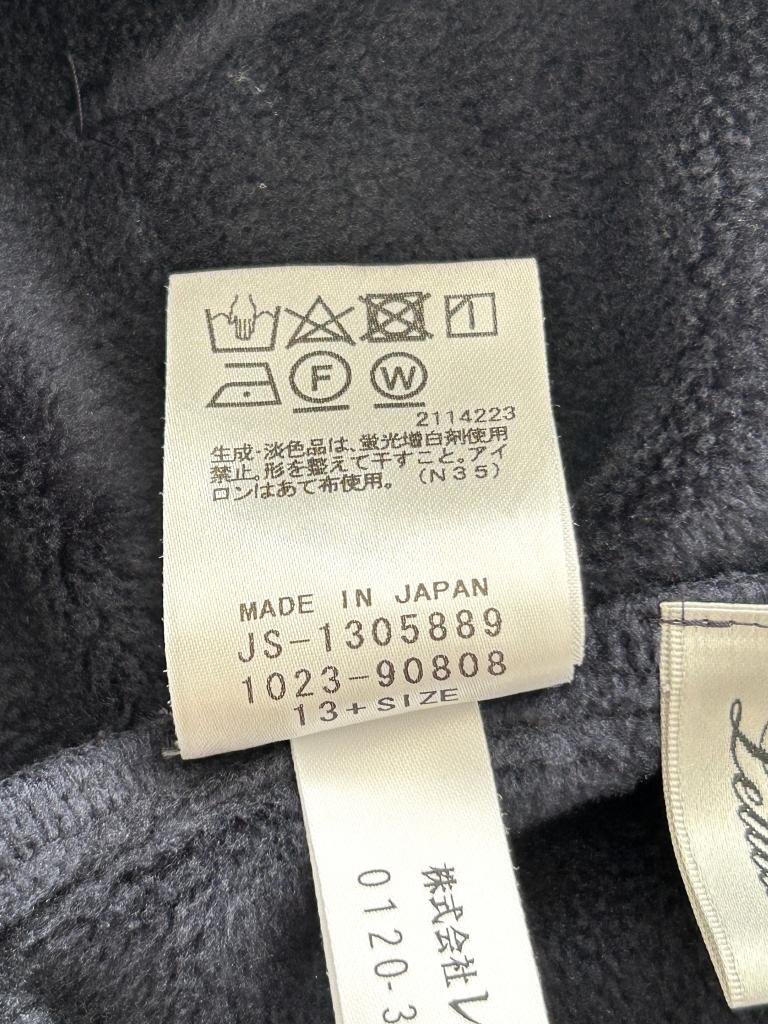 F W
2114223
生成・淡色品は、蛍光増白剤使用
禁止。形を整えて干すこと。アイ
ロンはあて布使用。（N35）
MADE IN JAPAN
JS-1305889
1023-90808
13+SIZE
株式会社レ
0120-3